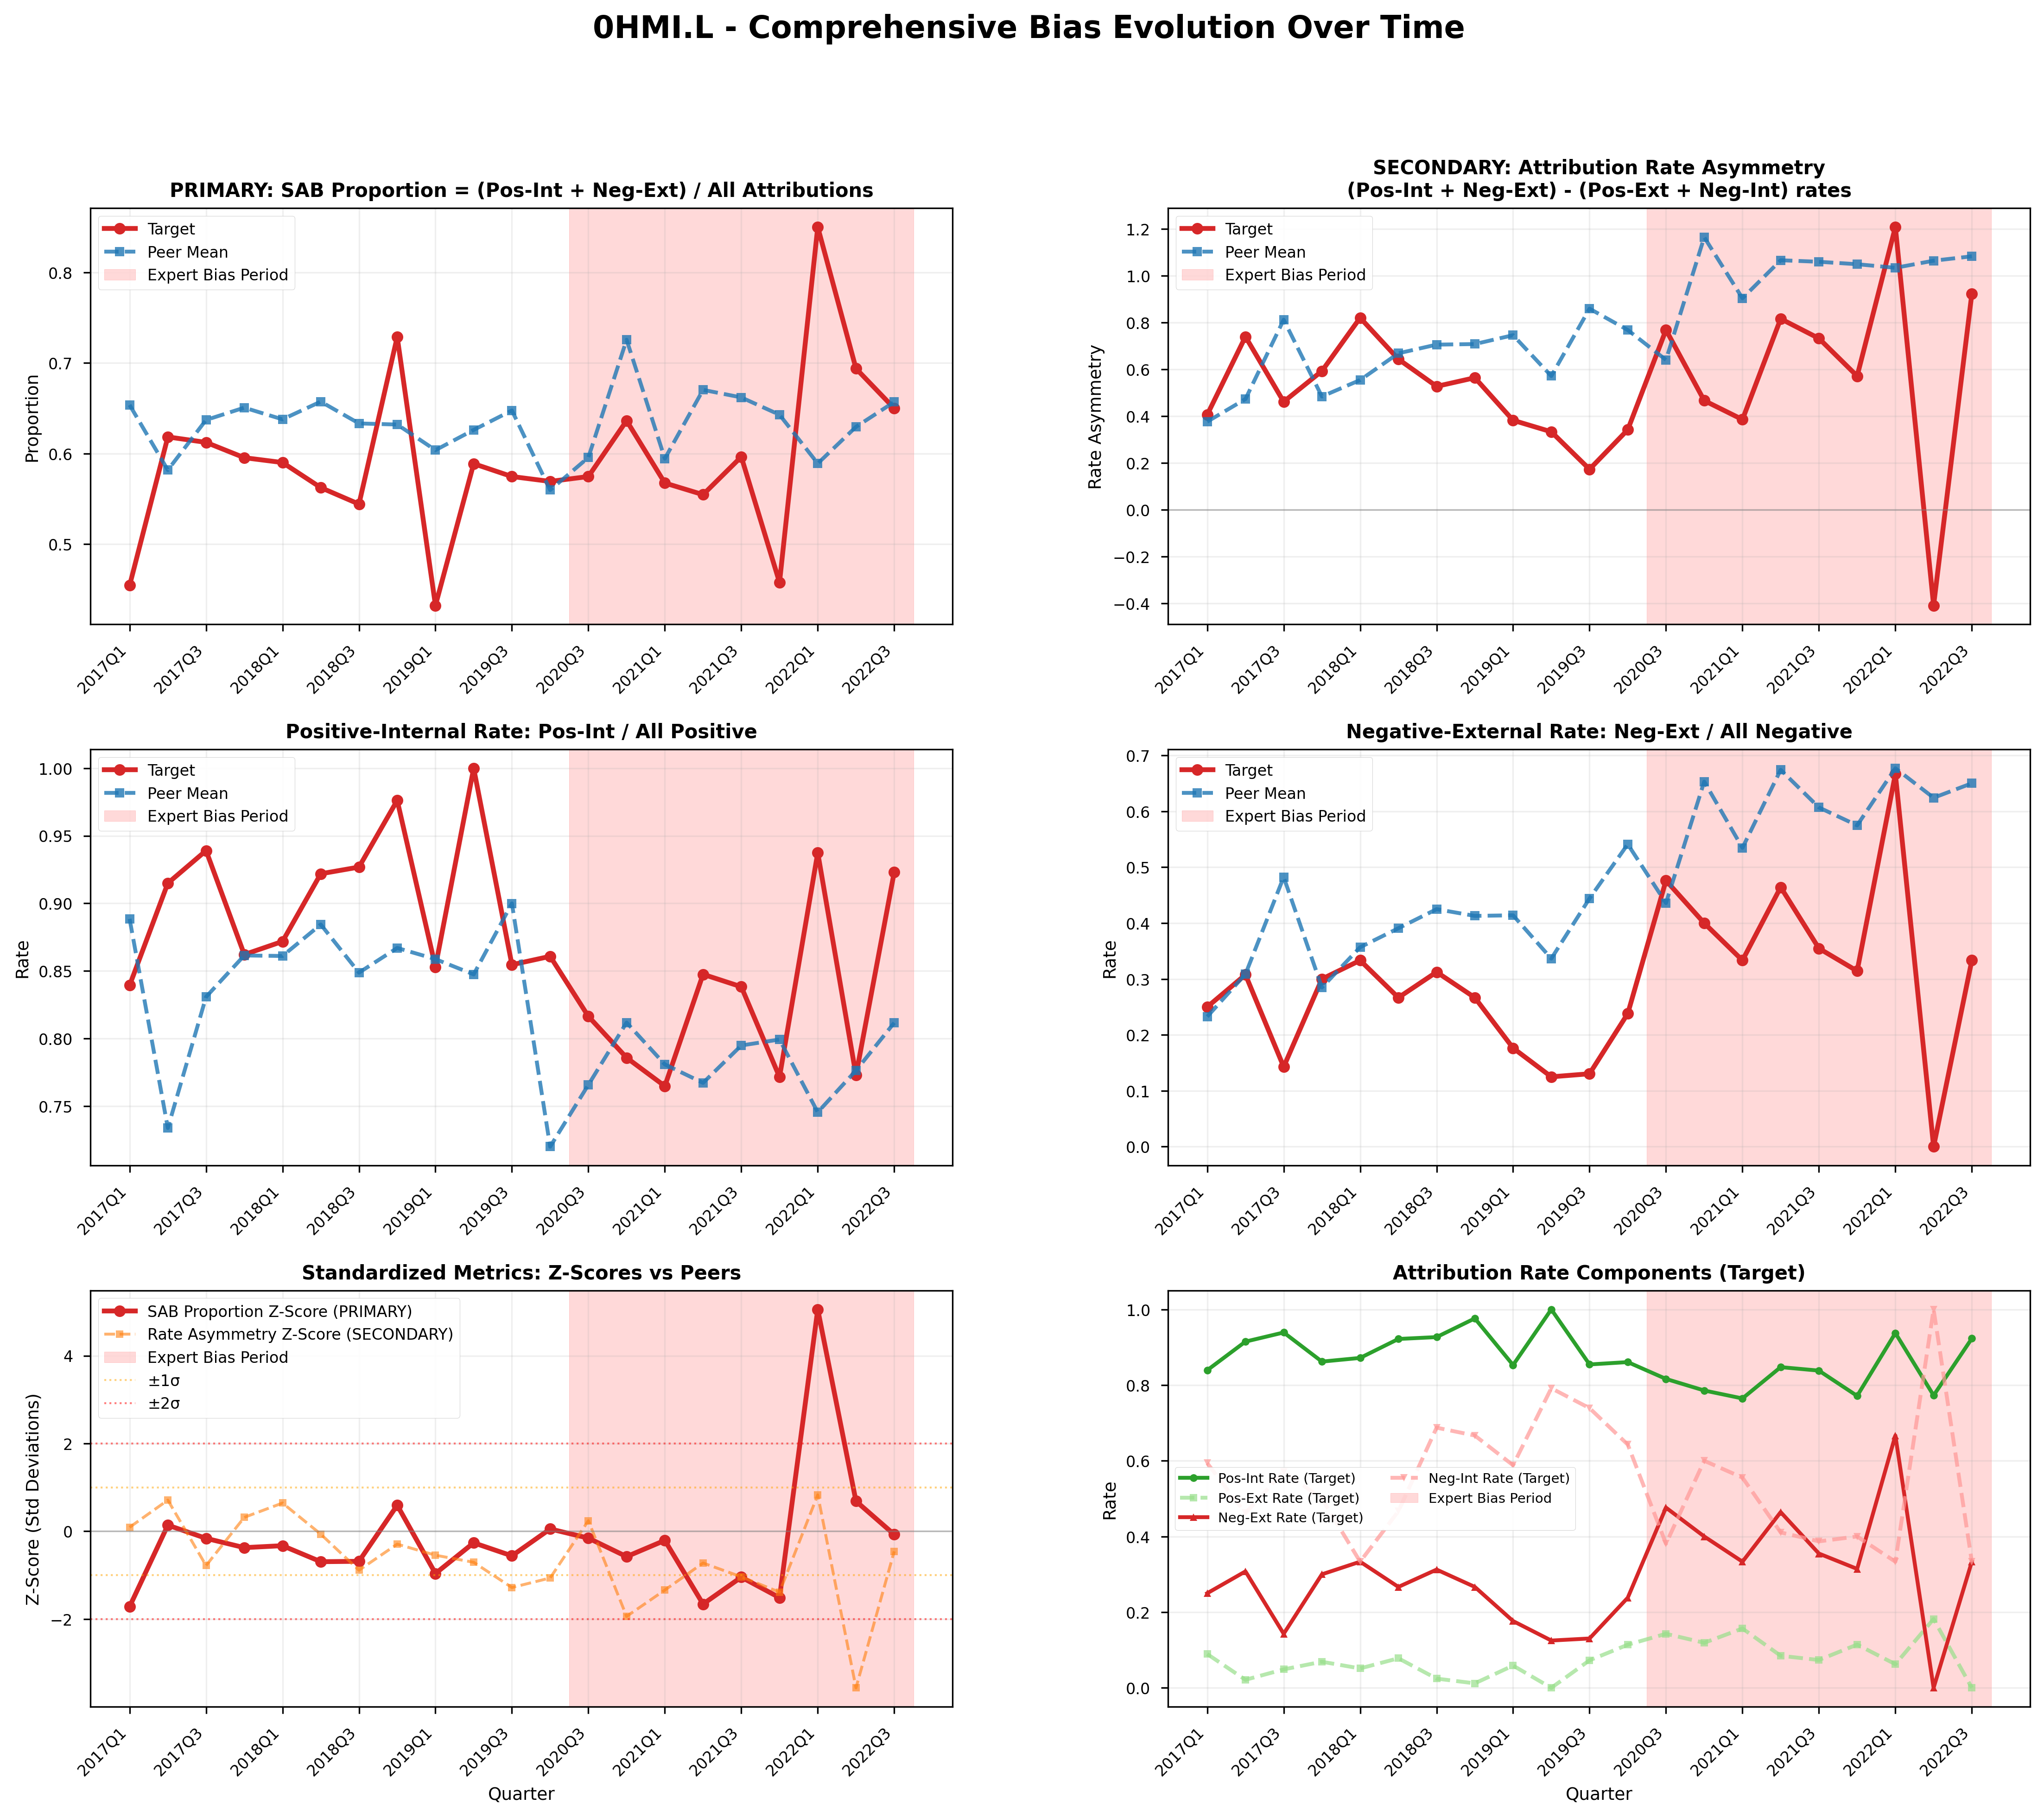 0HMI.L - Comprehensive Bias Evolution Over Time
PRIMARY: SAB Proportion = (Pos-Int + Neg-Ext) / All Attributions
Target
Peer Mean
Expert Bias Period
Proportion
0.8
0.7
0.6
0.5
2017Q1
2017Q3
2018Q1
2018Q3
2019Q1
2019Q3
2020Q3
2021Q1
2021Q3
2022Q1
2022Q3
SECONDARY: Attribution Rate Asymmetry
(Pos-Int + Neg-Ext) - (Pos-Ext + Neg-Int) rates
Target
Peer Mean
Expert Bias Period
Rate Asymmetry
1.2
1.0
0.8
0.6
0.4
0.2
0.0
−0.2
−0.4
2017Q1
2017Q3
2018Q1
2018Q3
2019Q1
2019Q3
2020Q3
2021Q1
2021Q3
2022Q1
2022Q3
Positive-Internal Rate: Pos-Int / All Positive
Target
Peer Mean
Expert Bias Period
Rate
1.00
0.95
0.90
0.85
0.80
0.75
2017Q1
2017Q3
2018Q1
2018Q3
2019Q1
2019Q3
2020Q3
2021Q1
2021Q3
2022Q1
2022Q3
Negative-External Rate: Neg-Ext / All Negative
Target
Peer Mean
Expert Bias Period
Rate
0.7
0.6
0.5
0.4
0.3
0.2
0.1
0.0
2017Q1
2017Q3
2018Q1
2018Q3
2019Q1
2019Q3
2020Q3
2021Q1
2021Q3
2022Q1
2022Q3
Standardized Metrics: Z-Scores vs Peers
SAB Proportion Z-Score (PRIMARY)
Rate Asymmetry Z-Score (SECONDARY)
Expert Bias Period
±1σ
±2σ
Z-Score (Std Deviations)
4
2
0
−2
2017Q1
2017Q3
2018Q1
2018Q3
2019Q1
2019Q3
2020Q3
2021Q1
2021Q3
2022Q1
2022Q3
Quarter
Attribution Rate Components (Target)
Pos-Int Rate (Target)
Pos-Ext Rate (Target)
Neg-Ext Rate (Target)
Neg-Int Rate (Target)
Expert Bias Period
Rate
1.0
0.8
0.6
0.4
0.2
0.0
2017Q1
2017Q3
2018Q1
2018Q3
2019Q1
2019Q3
2020Q3
2021Q1
2021Q3
2022Q1
2022Q3
Quarter